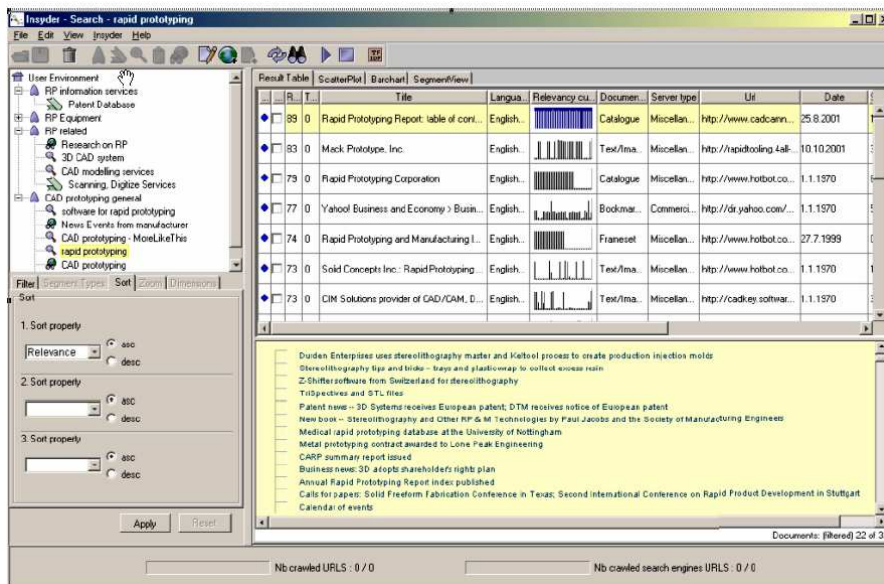 Insyder - Search - rapid prototyping
File Edit View Insyder Help
User Environment
RP information services
Patent Database
RP Equipment
RP related
Research on RP
3D CAD system
CAD modelling services
Scanning, Digitize Services
CAD prototyping general
software for rapid prototyping
News Events from manufacturer
CAD prototyping - MoreLikeThis
rapid prototyping
CAD prototyping
Filter Segment Types Sort Zoom Dimensions
Sort
1. Sort property
Relevance
asc
desc
2. Sort property
asc
desc
3. Sort property
asc
desc
Apply Reset
Result Table ScatterPlot Barchart SegmentView
... ... R... T... Title Langua... Relevancy cu... Documen... Server type Url Date
89 0 Rapid Prototyping Report: table of cont... English... Catalogue Miscellan... http://www.cadcamn... 25.8.2001
83 0 Mack Prototype, Inc. English... Text/Ima... Miscellan... http://rapidtooling.4all-... 10.10.2001
79 0 Rapid Prototyping Corporation English... Catalogue Miscellan... http://www.hotbot.co... 1.1.1970
77 0 Yahoo! Business and Economy > Busin... English... Bookmar... Commerci... http://dir.yahoo.com/... 1.1.1970
74 0 Rapid Prototyping and Manufacturing I... English... Frameset Miscellan... http://www.hotbot.co... 27.7.1999
73 0 Solid Concepts Inc.: Rapid Prototyping... English... Text/Ima... Miscellan... http://www.hotbot.co... 1.1.1970
73 0 CIM Solutions provider of CAD/CAM, D... English... Text/Ima... Miscellan... http://cadkey.softwar... 1.1.1970
Durden Enterpises uses stereolithography master and Keltool process to create production injection molds
Stereolithography tips and tricks -- trays and plasticwrap to collect excess resin
Z-Shifter software from Switzerland for stereolithography
TriSpectives and STL files
Patent news -- 3D Systems receives European patent; DTM receives notice of European patent
New book -- Stereolithography and Other RP & M Technologies by Paul Jacobs and the Society of Manufacturing Engineers
Medical rapid prototyping database at the University of Nottingham
Metal prototyping contract awarded to Lone Peak Engineering
CARP summary report issued
Business news: 3D adopts shareholder's rights plan
Annual Rapid Prototyping Report index published
Calls for papers: Solid Freeform Fabrication Conference in Texas; Second International Conference on Rapid Product Development in Stuttgart
Calendar of events
Documents: (filtered) 22 of 3
Nb crawled URLS : 0 / 0 Nb crawled search engines URLS : 0 / 0